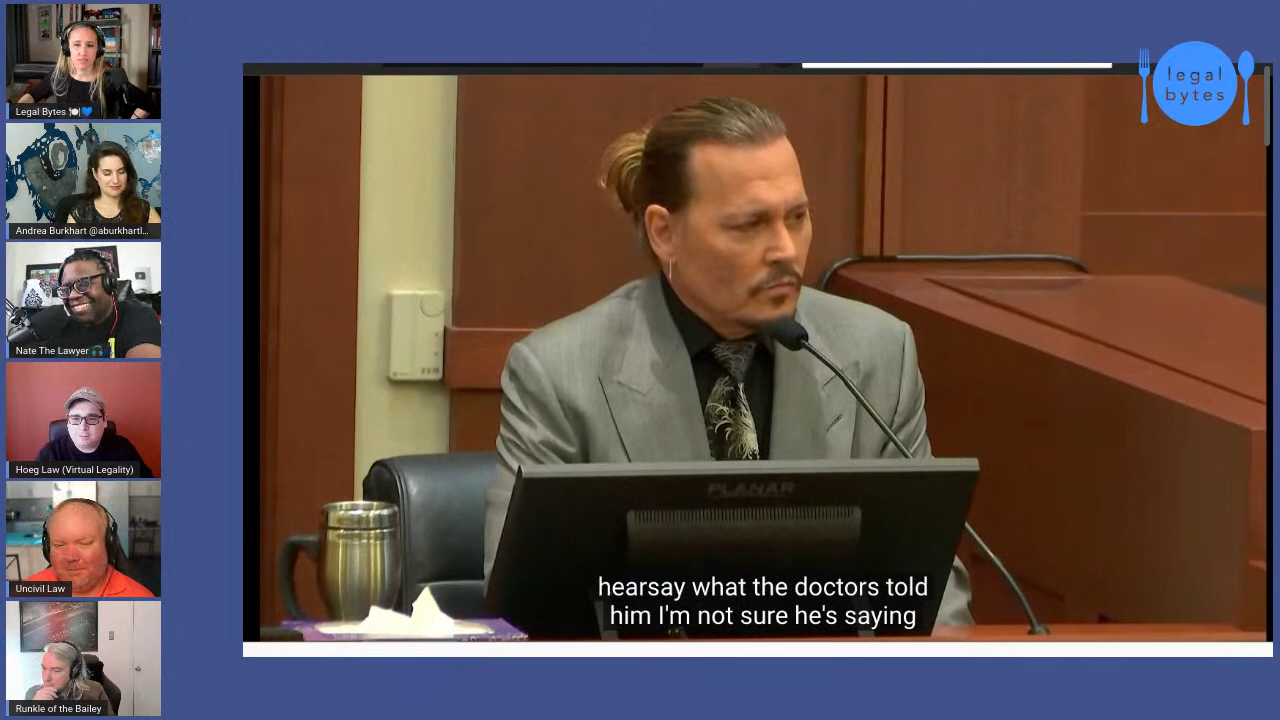 Legal Bytes 🍽️💙
Andrea Burkhart @aburkhartl...
Nate The Lawyer 🎧
Hoeg Law (Virtual Legality)
Uncivil Law
Runkle of the Bailey
legal
bytes
PLANAR
hearsay what the doctors told
him I'm not sure he's saying